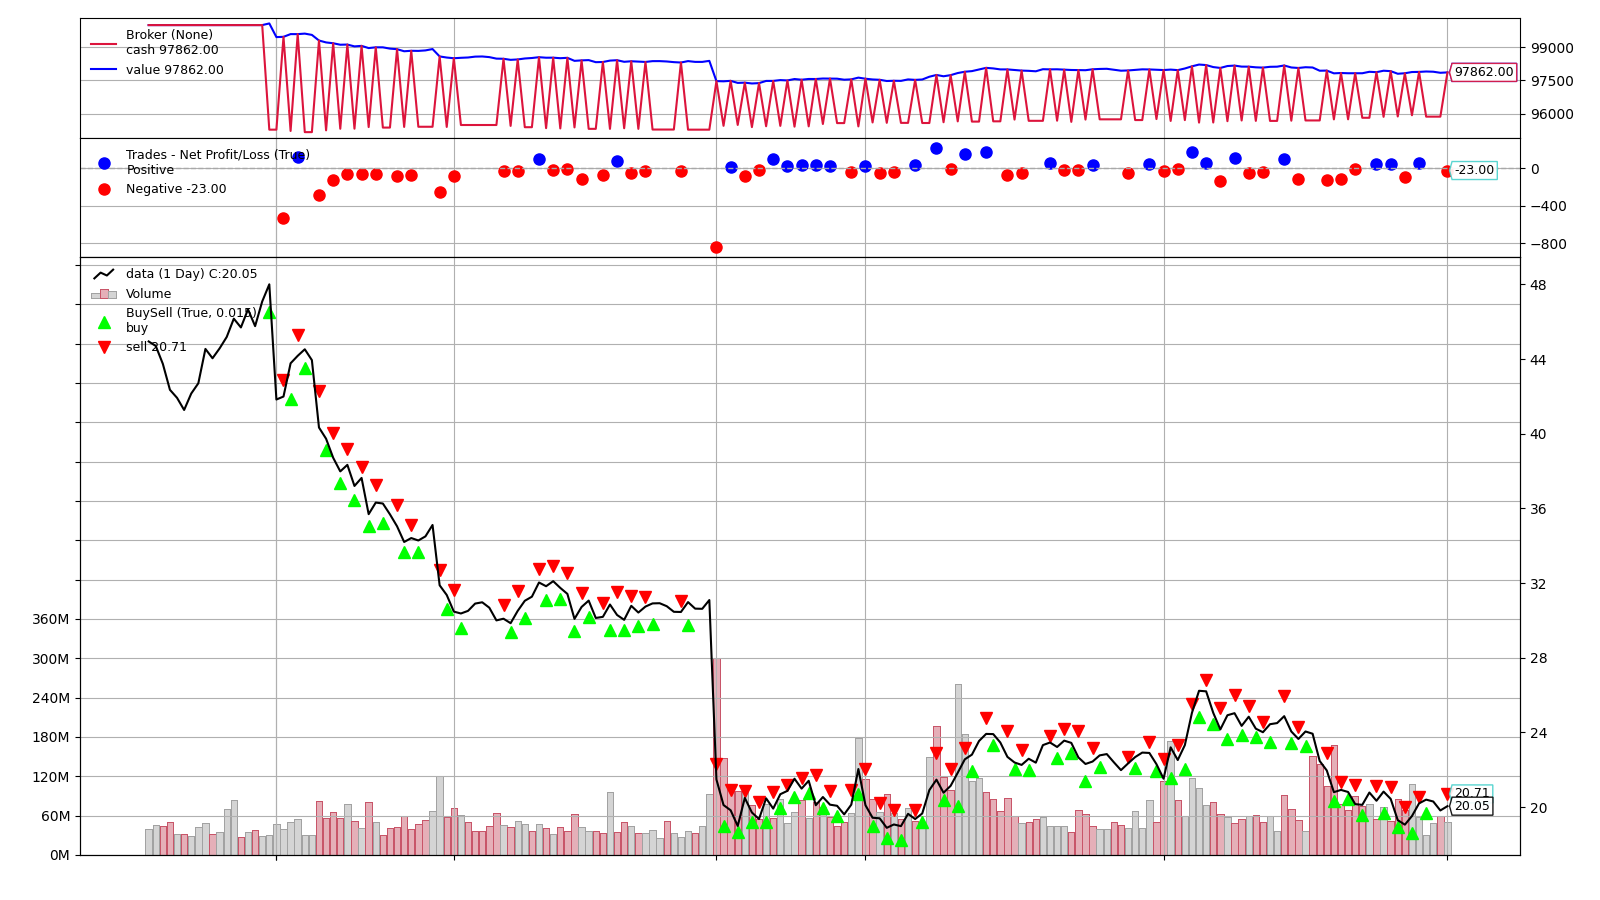 Broker (None)
cash 97862.00
value 97862.00
99000
97862.00
97500
96000
Trades - Net Profit/Loss (True)
Positive
Negative -23.00
0
-23.00
−400
−800
data (1 Day) C:20.05
Volume
BuySell (True, 0.015)
buy
sell 20.71
48
44
40
36
32
28
24
20
20.71
20.05
360M
300M
240M
180M
120M
60M
0M